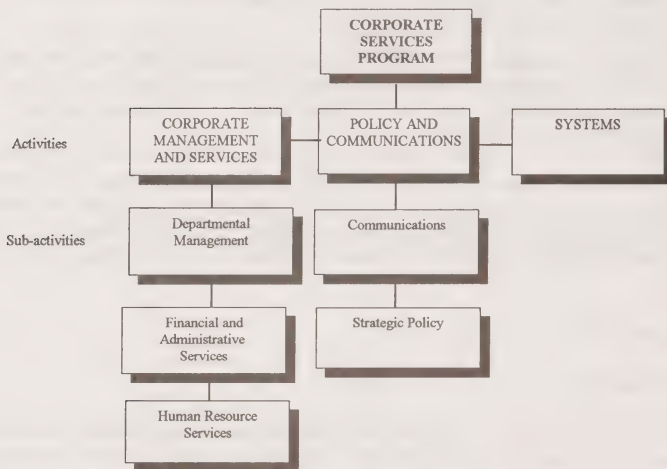 CORPORATE
SERVICES
PROGRAM
Activities
CORPORATE
MANAGEMENT
AND SERVICES
POLICY AND
COMMUNICATIONS
SYSTEMS
Sub-activities
Departmental
Management
Communications
Financial and
Administrative
Services
Strategic Policy
Human Resource
Services